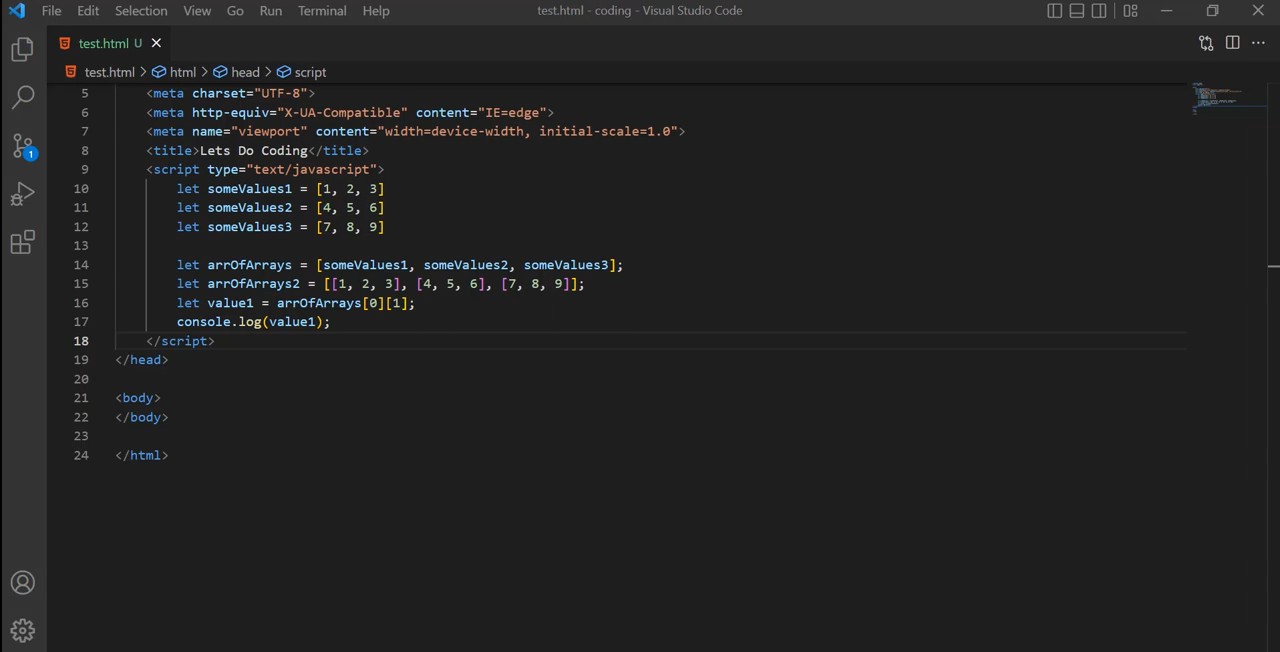 File Edit Selection View Go Run Terminal Help test.html - coding - Visual Studio Code
test.html U
test.html > html > head > script
5 <meta charset="UTF-8">
6 <meta http-equiv="X-UA-Compatible" content="IE=edge">
7 <meta name="viewport" content="width=device-width, initial-scale=1.0">
8 <title>Lets Do Coding</title>
9 <script type="text/javascript">
10 let someValues1 = [1, 2, 3]
11 let someValues2 = [4, 5, 6]
12 let someValues3 = [7, 8, 9]
13
14 let arrOfArrays = [someValues1, someValues2, someValues3];
15 let arrOfArrays2 = [[1, 2, 3], [4, 5, 6], [7, 8, 9]];
16 let value1 = arrOfArrays[0][1];
17 console.log(value1);
18 </script>
19 </head>
20
21 <body>
22 </body>
23
24 </html>
1